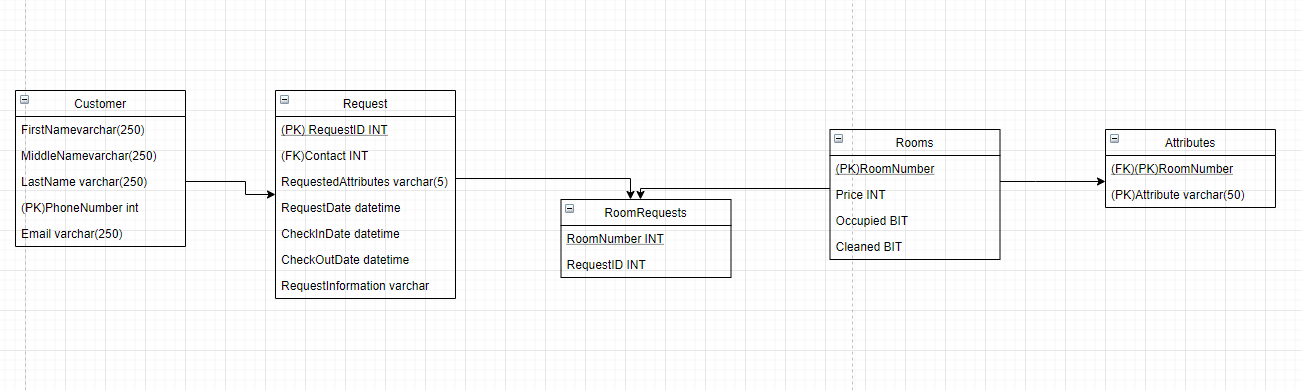 Customer
FirstNamevarchar(250)
MiddleNamevarchar(250)
LastName varchar(250)
(PK)PhoneNumber int
Email varchar(250)
Request
(PK) RequestID INT
(FK)Contact INT
RequestedAttributes varchar(5)
RequestDate datetime
CheckInDate datetime
CheckOutDate datetime
RequestInformation varchar
RoomRequests
RoomNumber INT
RequestID INT
Rooms
(PK)RoomNumber
Price INT
Occupied BIT
Cleaned BIT
Attributes
(FK)(PK)RoomNumber
(PK)Attribute varchar(50)